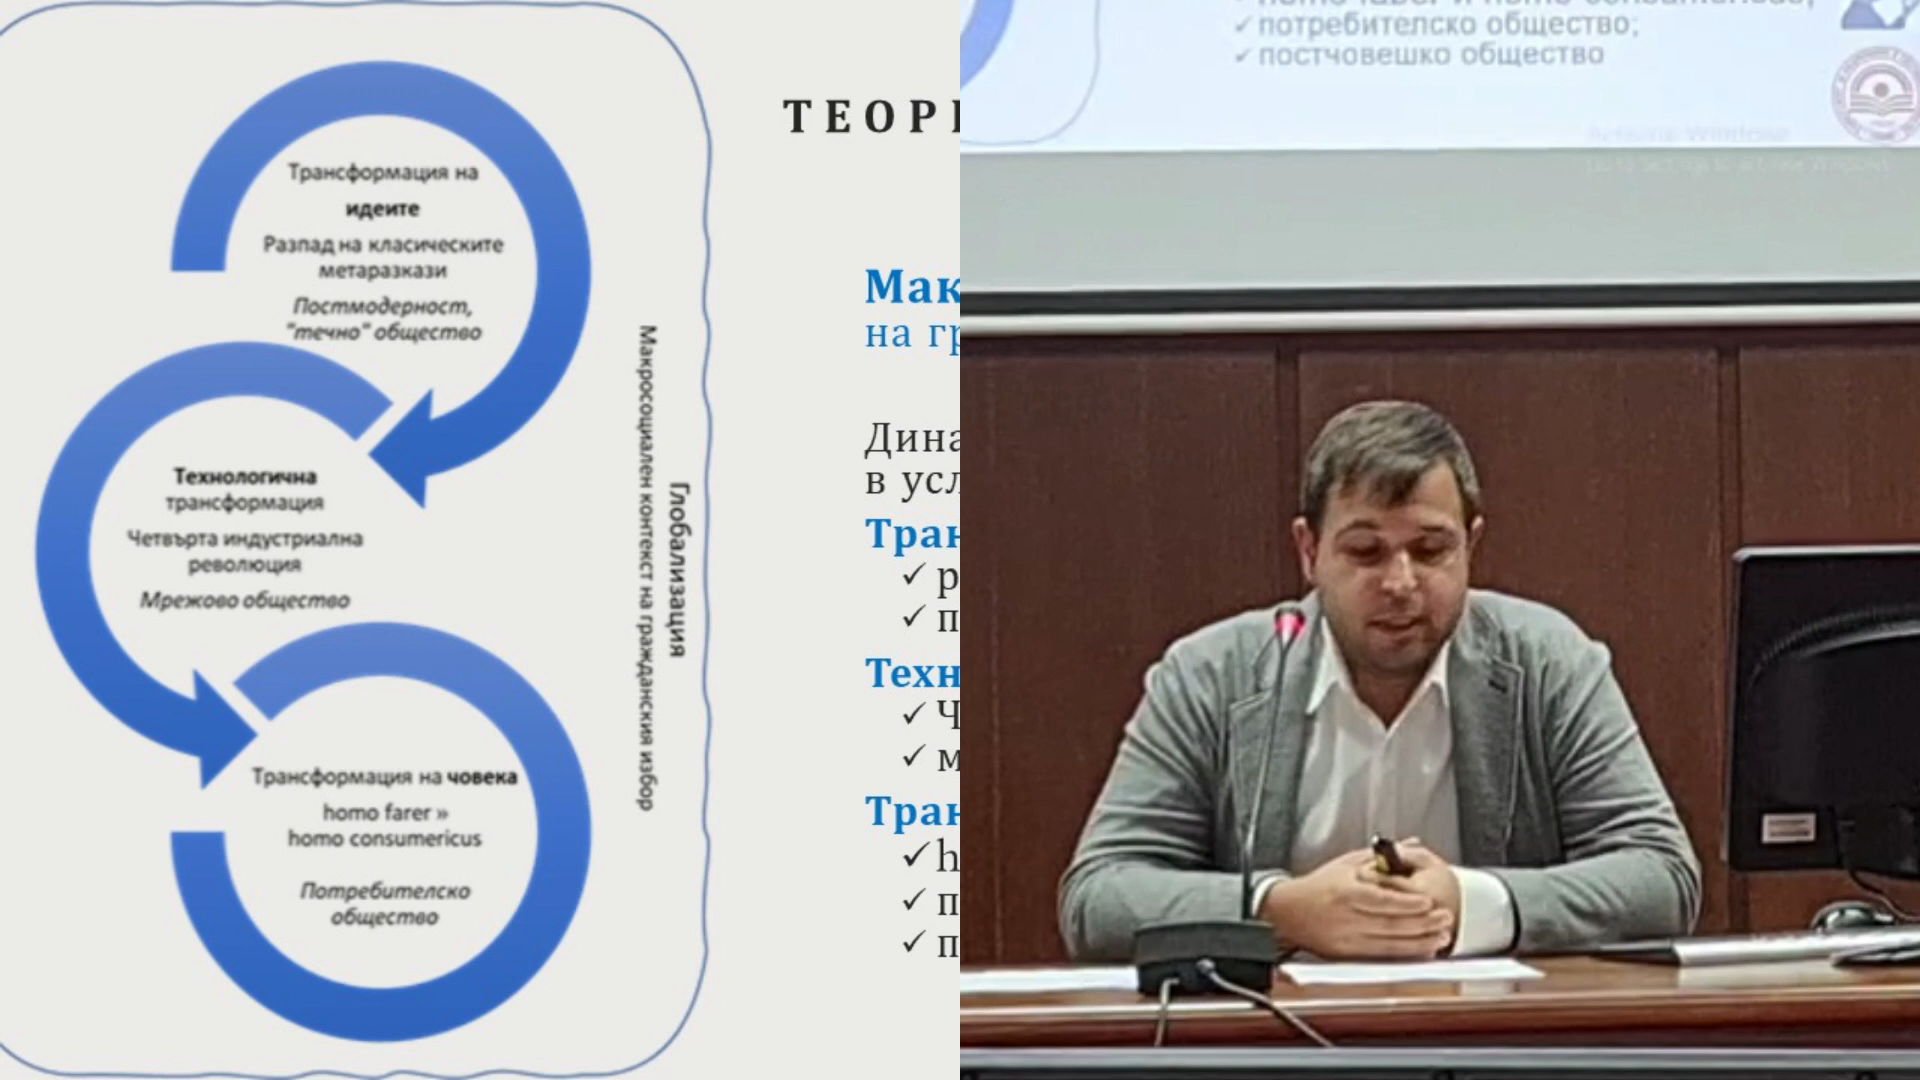 Трансформация на
идеите
Разпад на класическите
метаразкази
Постмодерност,
"течно" общество
Технологична
трансформация
Четвърта индустриална
революция
Мрежово общество
Трансформация на човека
homo farer »
homo consumericus
Потребителско
общество
Глобализация
Макросоциален контекст на гражданския избор
ТЕОР
Мак
на гр
Дина
в усл
Тран
✓ р
✓ п
Техн
✓ Ч
✓ м
Тран
✓ h
✓ п
✓ п
✓ потребителско общество;
✓ постчовешко общество
Activate Windows